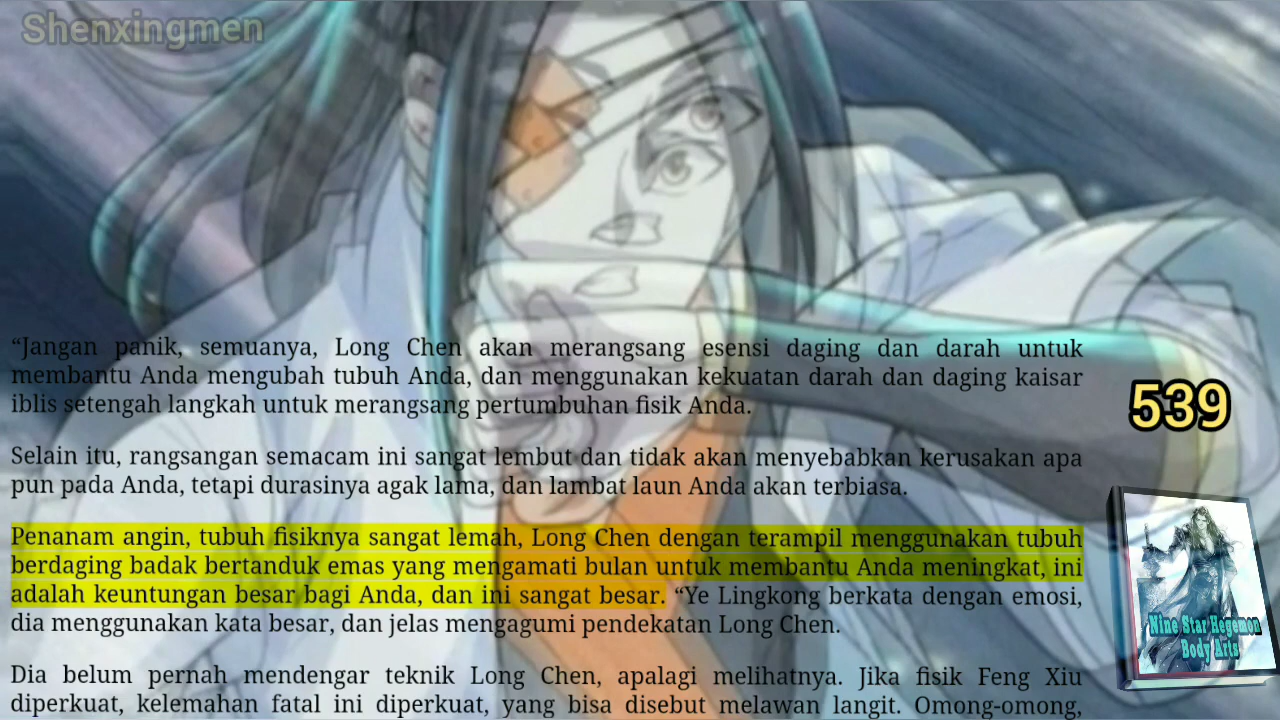 Shenxingmen
“Jangan panik, semuanya, Long Chen akan merangsang esensi daging dan darah untuk
membantu Anda mengubah tubuh Anda, dan menggunakan kekuatan darah dan daging kaisar
iblis setengah langkah untuk merangsang pertumbuhan fisik Anda.
Selain itu, rangsangan semacam ini sangat lembut dan tidak akan menyebabkan kerusakan apa
pun pada Anda, tetapi durasinya agak lama, dan lambat laun Anda akan terbiasa.
Penanam angin, tubuh fisiknya sangat lemah, Long Chen dengan terampil menggunakan tubuh
berdaging badak bertanduk emas yang mengamati bulan untuk membantu Anda meningkat, ini
adalah keuntungan besar bagi Anda, dan ini sangat besar. “Ye Lingkong berkata dengan emosi,
dia menggunakan kata besar, dan jelas mengagumi pendekatan Long Chen.
Dia belum pernah mendengar teknik Long Chen, apalagi melihatnya. Jika fisik Feng Xiu
diperkuat, kelemahan fatal ini diperkuat, yang bisa disebut melawan langit. Omong-omong,
539
Nine Star Hegemon
Body Arts